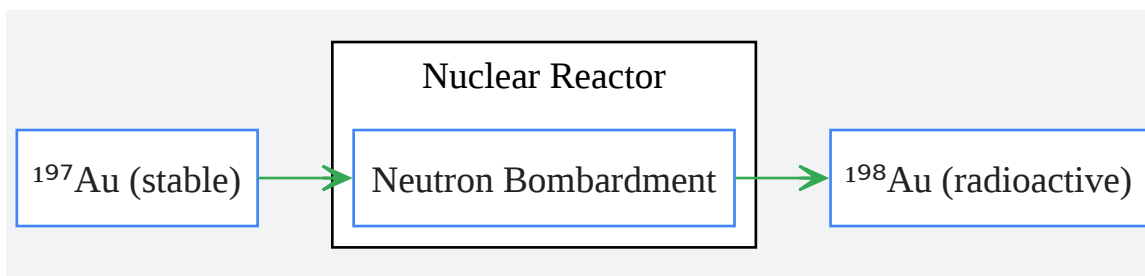 Nuclear Reactor
¹⁹⁷Au (stable)
Neutron Bombardment
¹⁹⁸Au (radioactive)